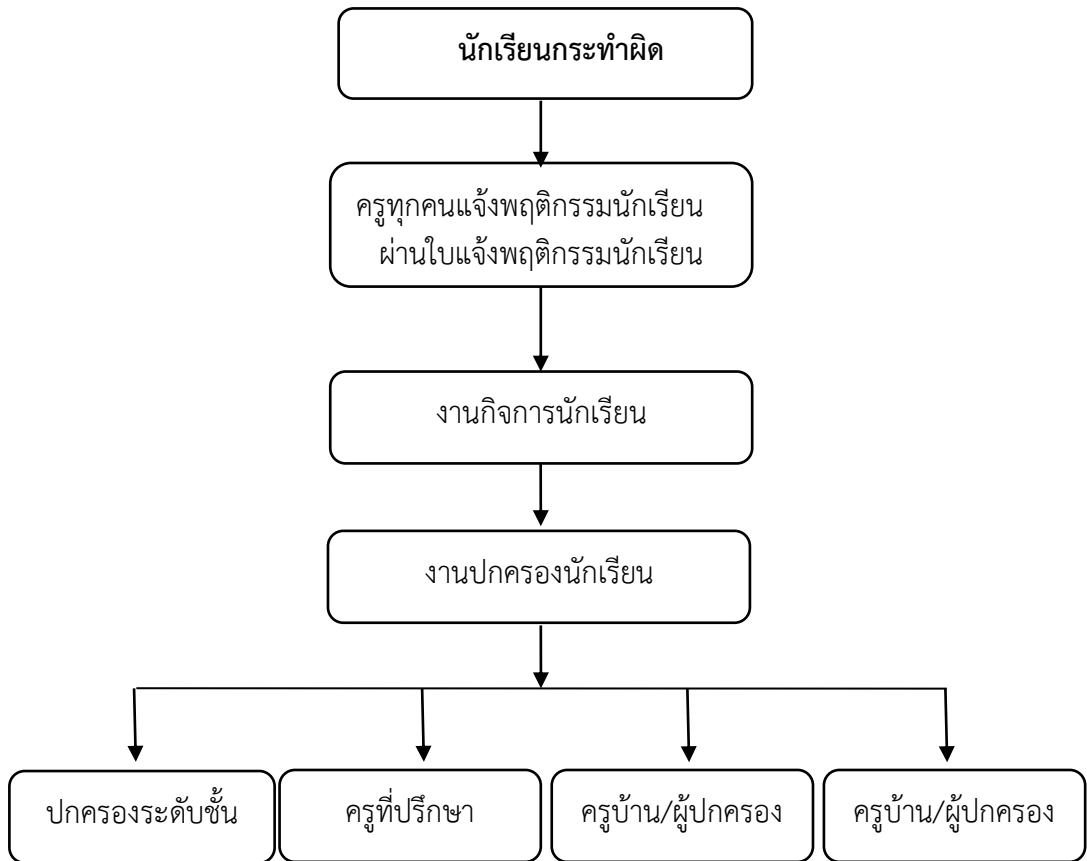 นักเรียนกระทำผิด
ครูทุกคนแจ้งพฤติกรรมนักเรียน
ผ่านใบแจ้งพฤติกรรมนักเรียน
งานกิจการนักเรียน
งานปกครองนักเรียน
ปกครองระดับชั้น
ครูที่ปรึกษา
ครูบ้าน/ผู้ปกครอง
ครูบ้าน/ผู้ปกครอง